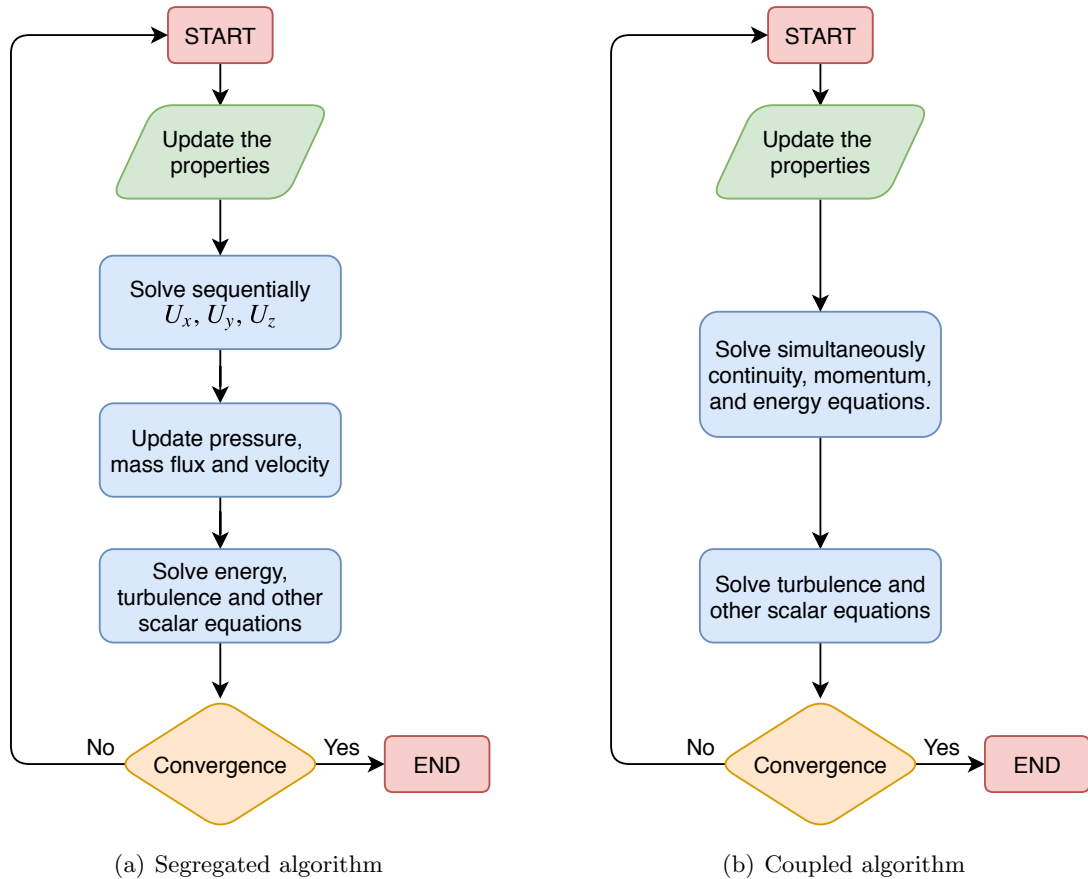 START
Update the
properties
Solve sequentially
U_x, U_y, U_z
Update pressure,
mass flux and velocity
Solve energy,
turbulence and other
scalar equations
No
Convergence
Yes
END
(a) Segregated algorithm
START
Update the
properties
Solve simultaneously
continuity, momentum,
and energy equations.
Solve turbulence and
other scalar equations
No
Convergence
Yes
END
(b) Coupled algorithm